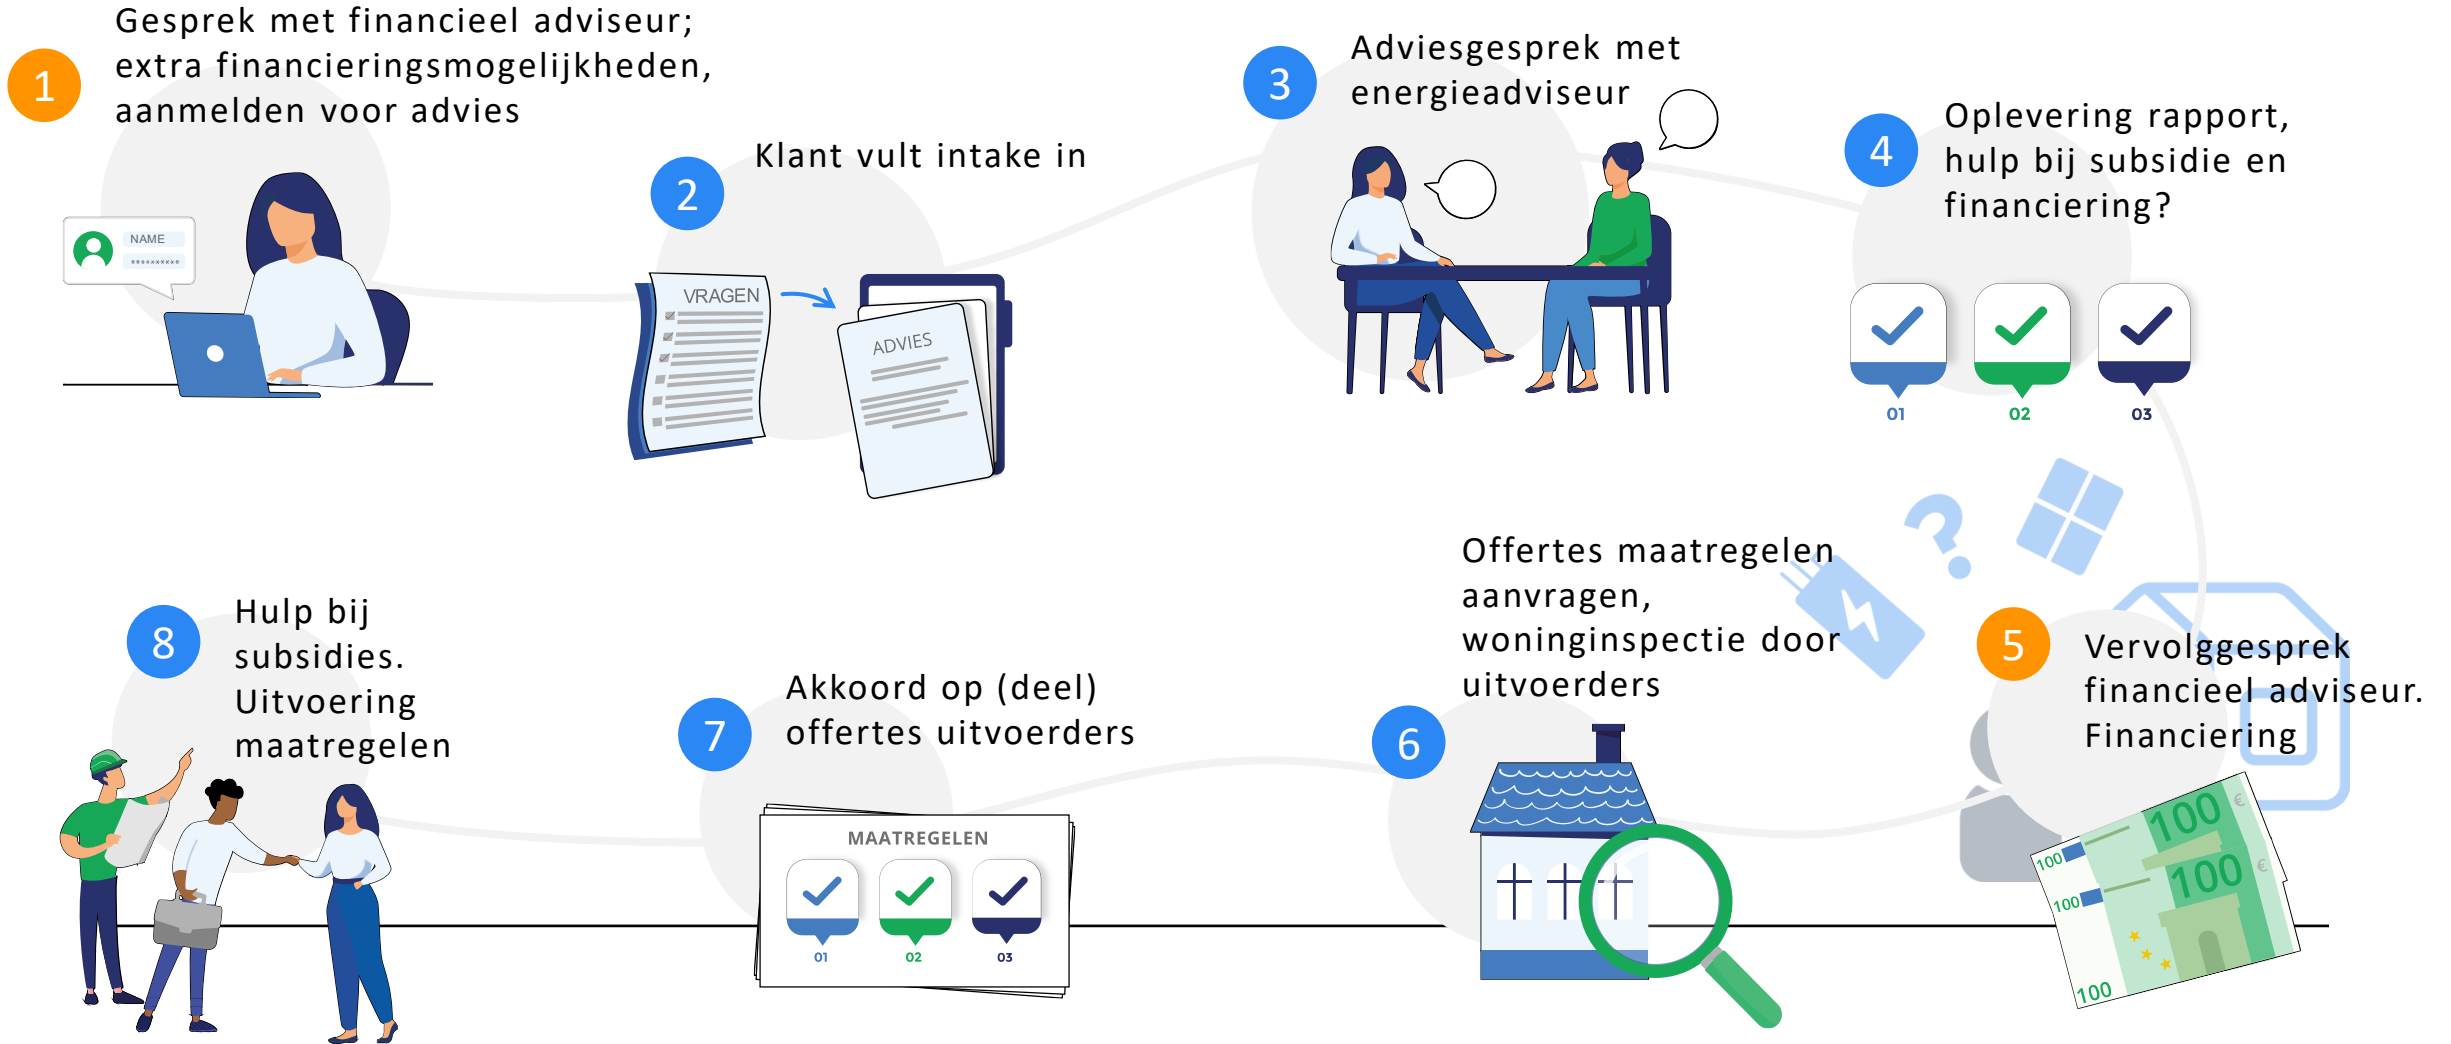 1
Gesprek met financieel adviseur;
extra financieringsmogelijkheden,
aanmelden voor advies
NAME
**********
2
Klant vult intake in
VRAGEN
ADVIES
3
Adviesgesprek met
energieadviseur
4
Oplevering rapport,
hulp bij subsidie en
financiering?
01 02 03
5
Vervolggesprek
financieel adviseur.
Financiering
100 €
100
100 €
100
100
6
Offertes maatregelen
aanvragen,
woninginspectie door
uitvoerders
7
Akkoord op (deel)
offertes uitvoerders
MAATREGELEN
01 02 03
8
Hulp bij
subsidies.
Uitvoering
maatregelen